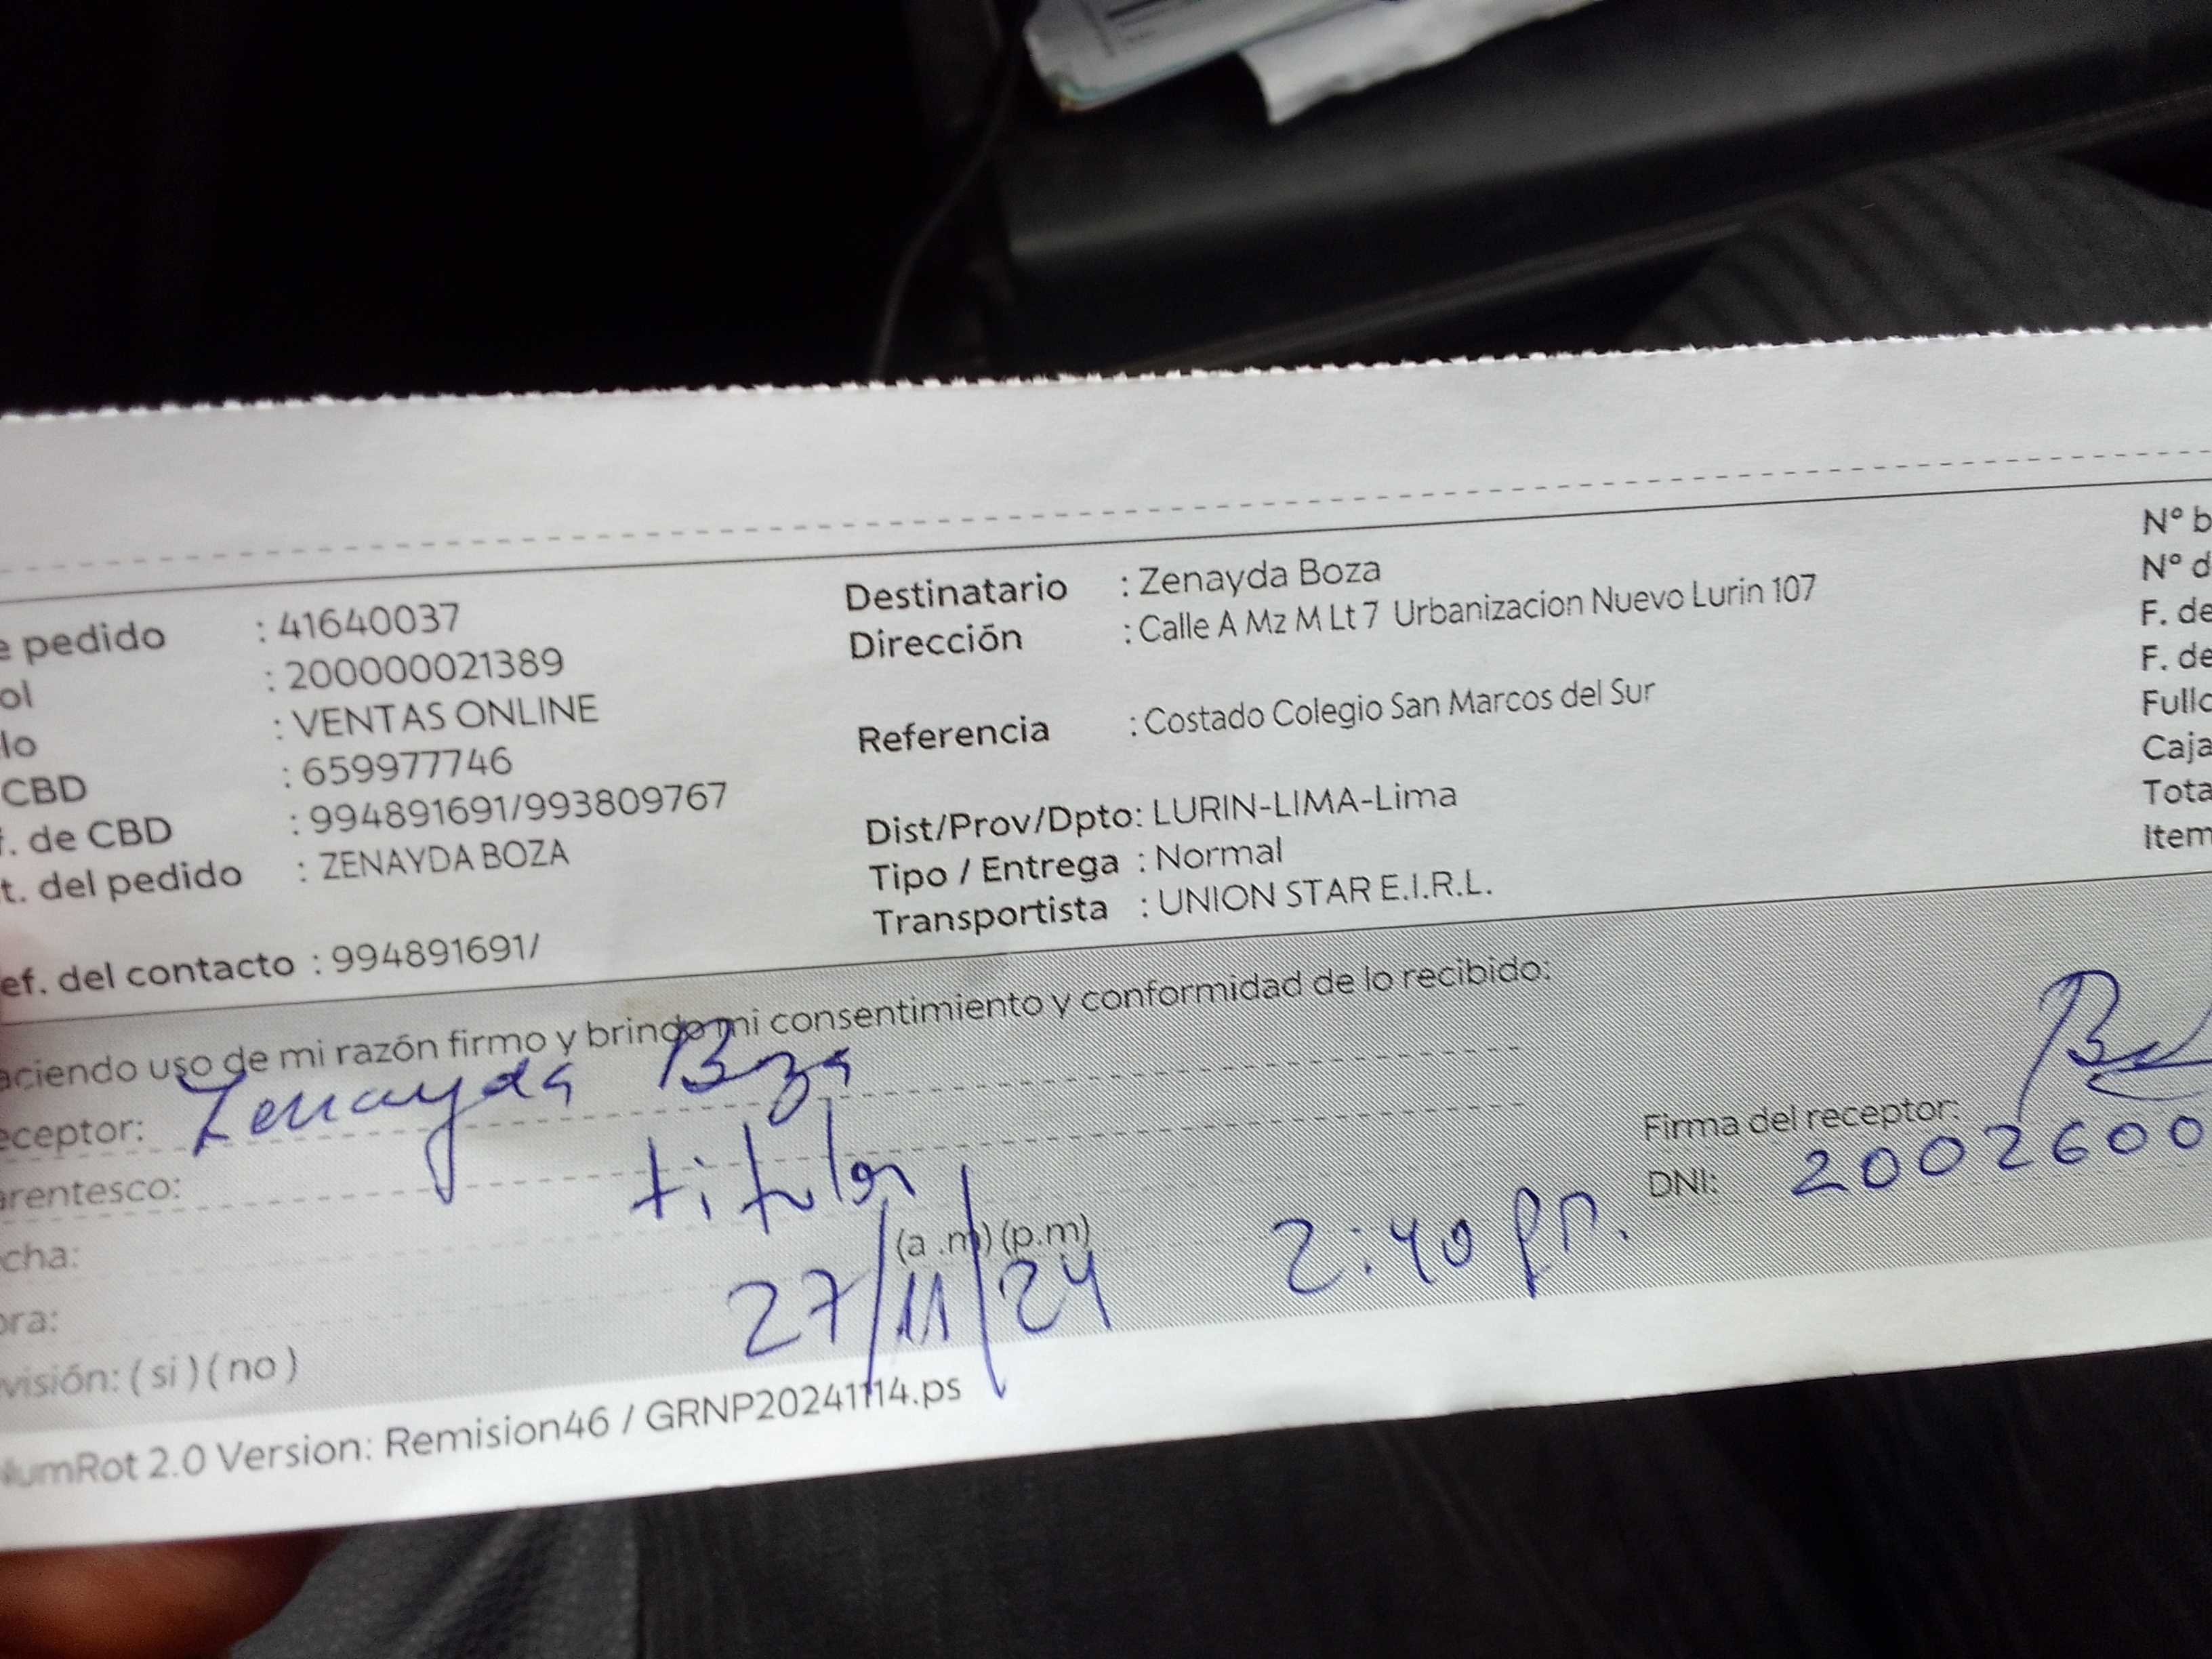 e pedido : 41640037
ol : 200000021389
lo : VENTAS ONLINE
CBD : 659977746
f. de CBD : 994891691/993809767
t. del pedido : ZENAYDA BOZA
ef. del contacto : 994891691/
Destinatario : Zenayda Boza
Dirección : Calle A Mz M Lt 7 Urbanizacion Nuevo Lurin 107
Referencia : Costado Colegio San Marcos del Sur
Dist/Prov/Dpto: LURIN-LIMA-Lima
Tipo / Entrega : Normal
Transportista : UNION STAR E.I.R.L.
N° b
N° d
F. de
F. de
Fullc
Caja
Tota
Item
aciendo uso de mi razón firmo y brindo mi consentimiento y conformidad de lo recibido:
eceptor: Zenayda Boza
arentesco: titular
echa:
(a .m) (p.m)
27/11/24 2:40 pm.
ora:
visión: ( si ) ( no )
Firma del receptor:
DNI: 2002600
NumRot 2.0 Version: Remision46 / GRNP20241114.ps